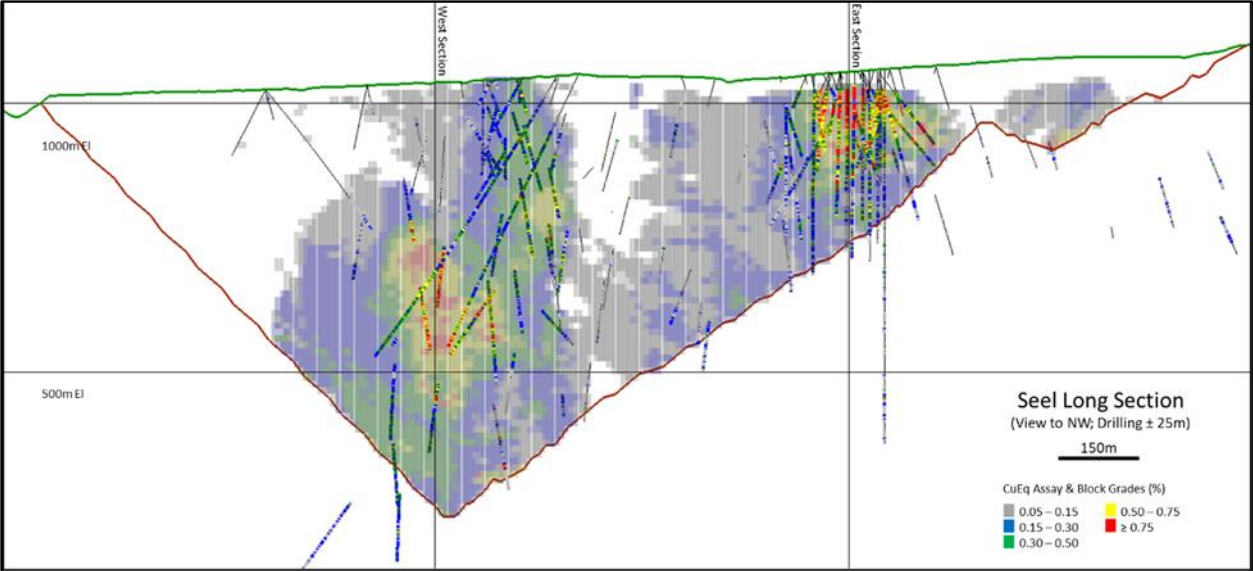 West Section
East Section
1000m El
500m El
Seel Long Section
(View to NW; Drilling ± 25m)
150m
CuEq Assay & Block Grades (%)
0.05 – 0.15
0.50 – 0.75
0.15 – 0.30
≥ 0.75
0.30 – 0.50